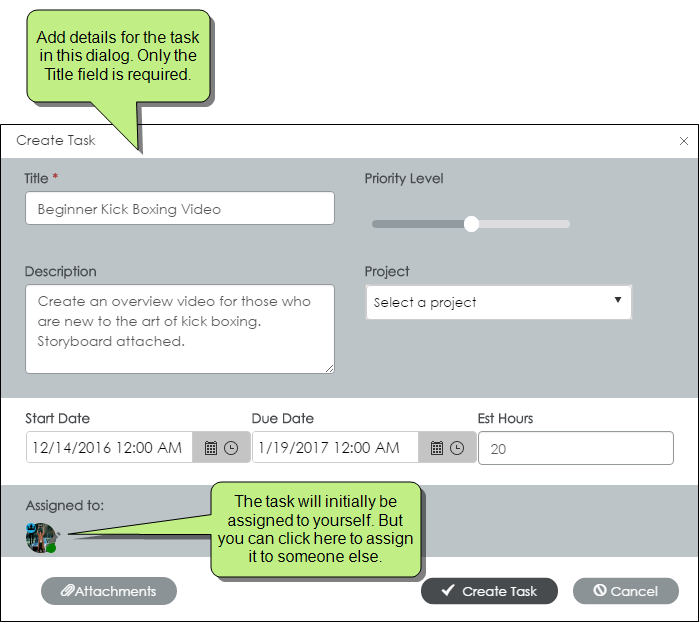 Add details for the task
in this dialog. Only the
Title field is required.
Create Task
Title *
Priority Level
Beginner Kick Boxing Video
Description
Project
Create an overview video for those who
are new to the art of kick boxing.
Storyboard attached.
Select a project
Start Date
Due Date
Est Hours
12/14/2016 12:00 AM
1/19/2017 12:00 AM
20
Assigned to:
The task will initially be
assigned to yourself. But
you can click here to assign
it to someone else.
Attachments
Create Task
Cancel